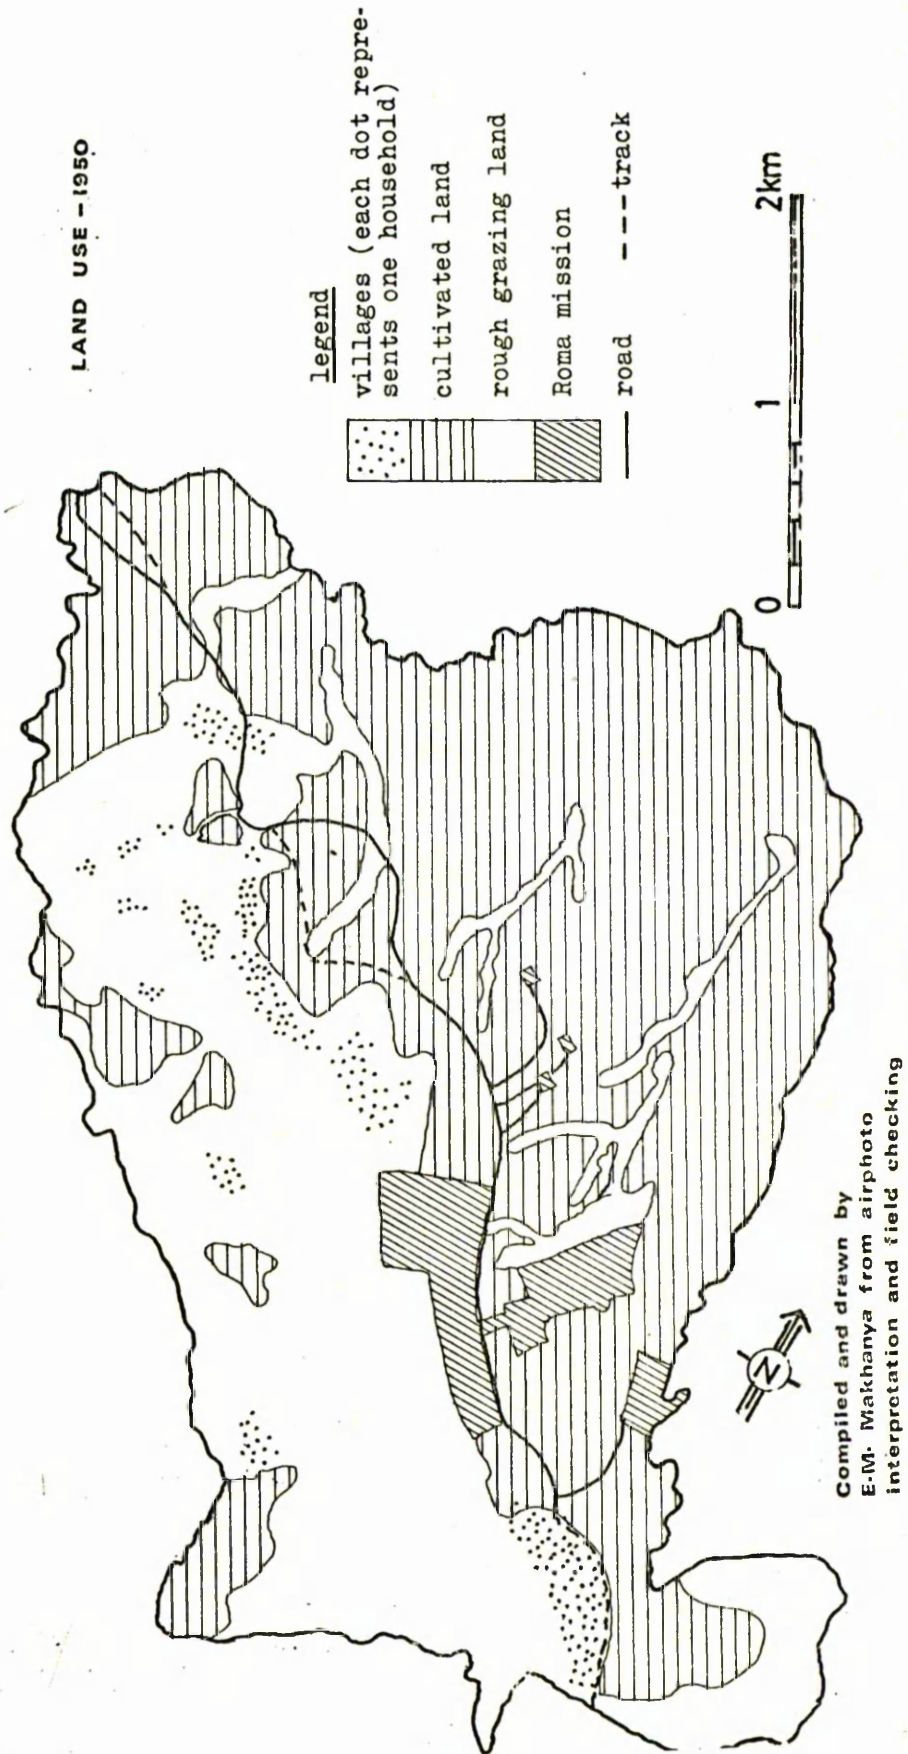 LAND USE - 1950
legend
villages (each dot repre-
sents one household)
cultivated land
rough grazing land
Roma mission
road
track
0 1 2km
N
Compiled and drawn by
E.M. Makhanya from airphoto
interpretation and field checking